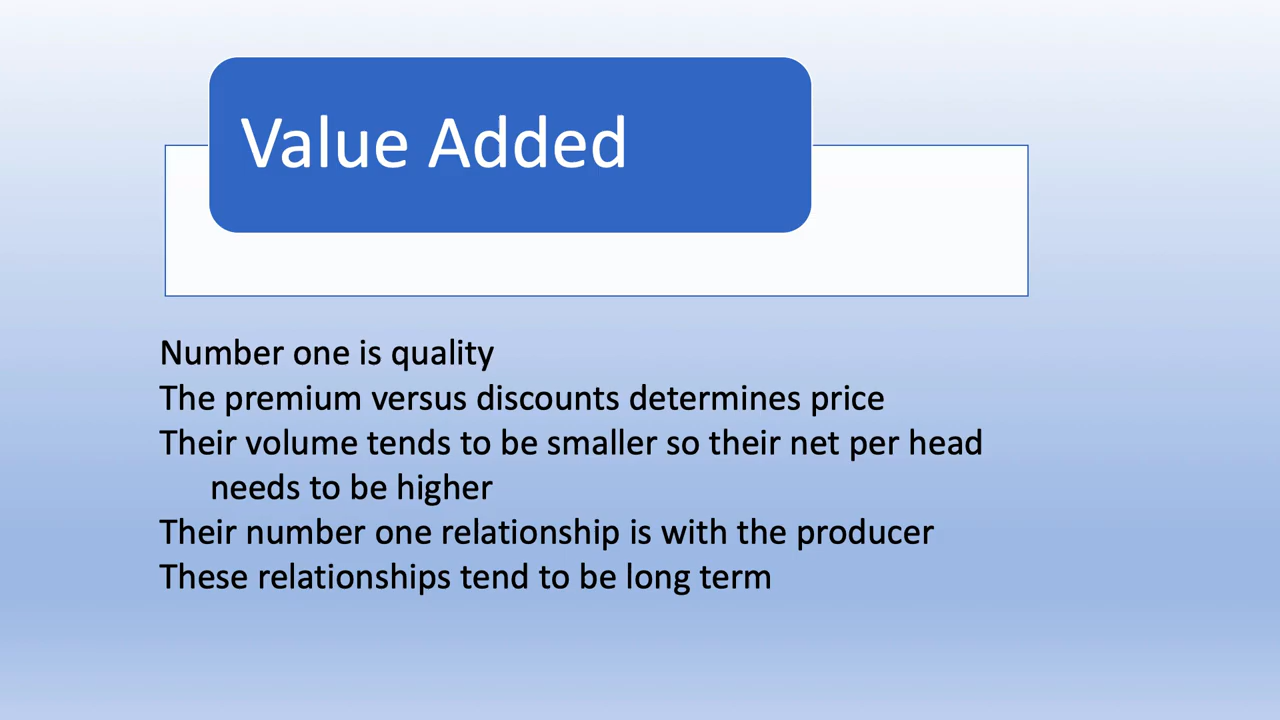 Value Added
Number one is quality
The premium versus discounts determines price
Their volume tends to be smaller so their net per head
needs to be higher
Their number one relationship is with the producer
These relationships tend to be long term